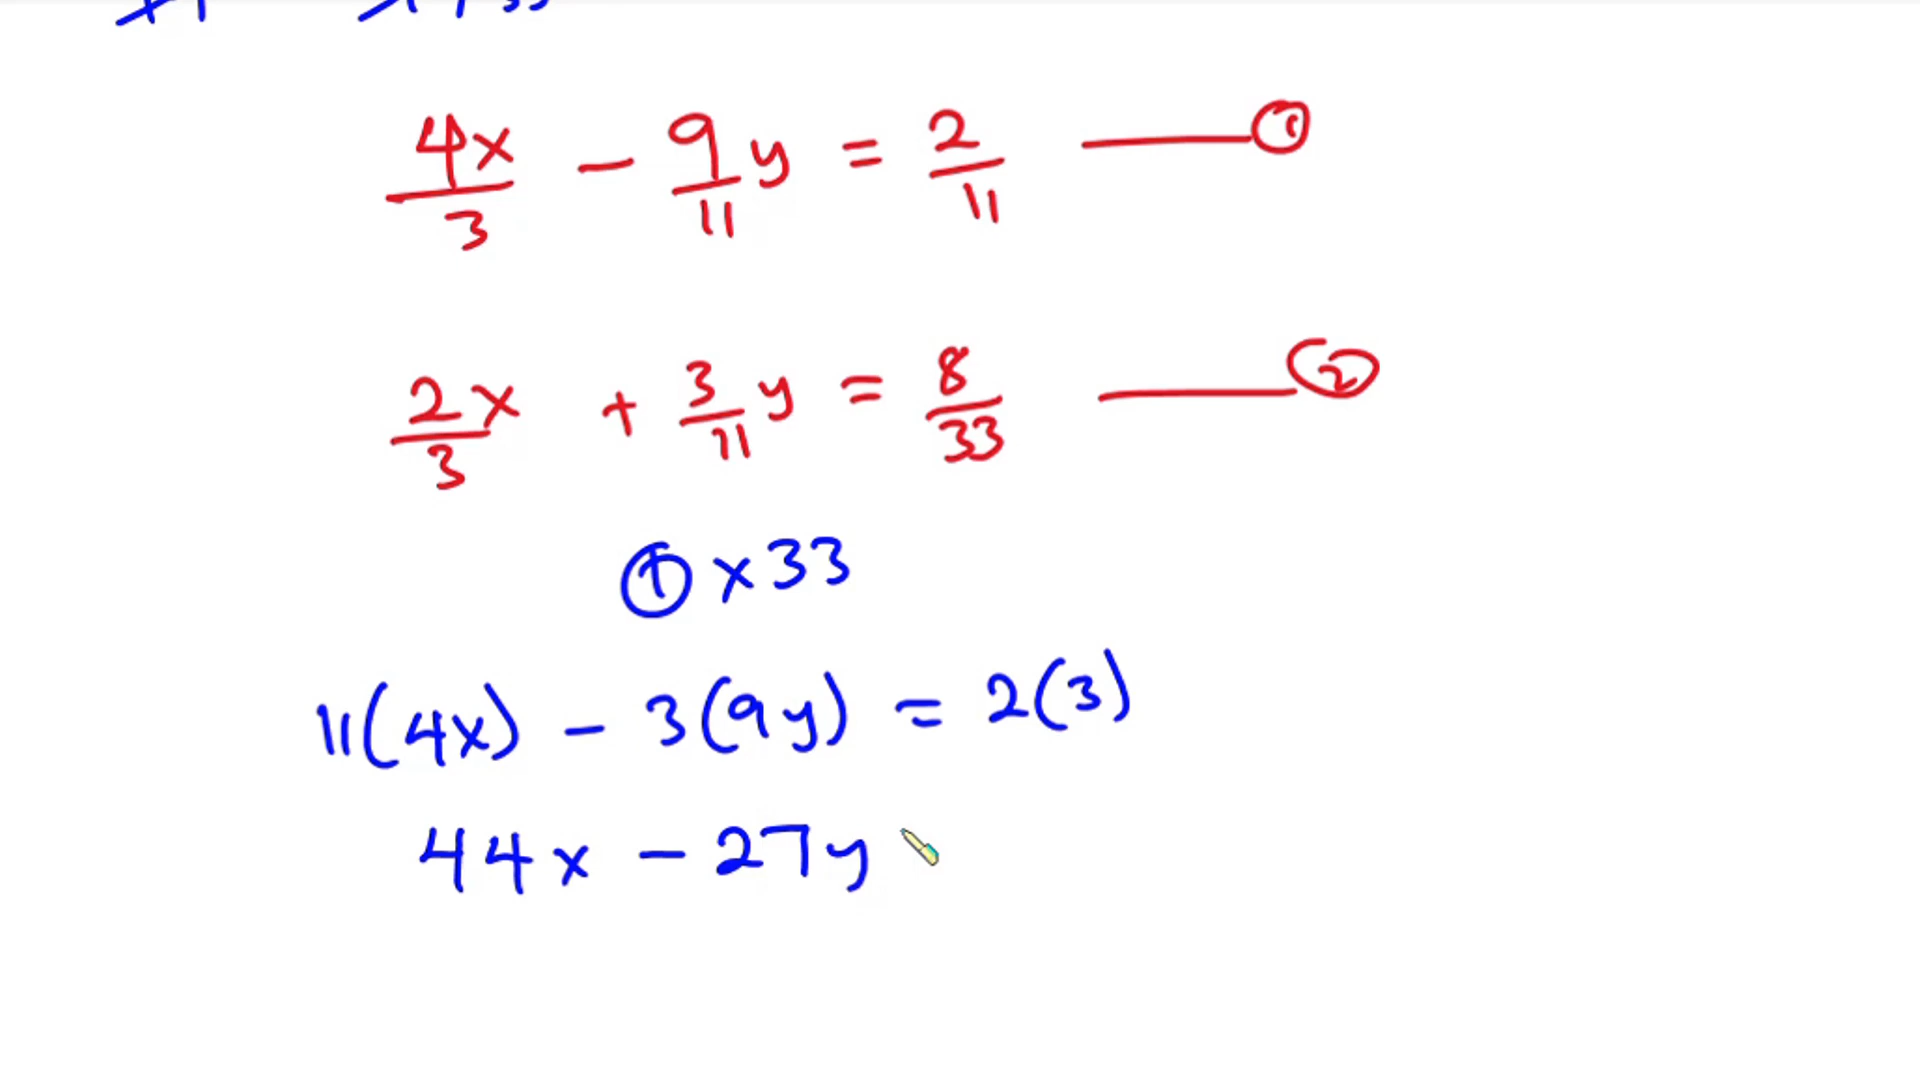 4x/3 - 9/11 y = 2/11 ——— ①
2x/3 + 3/11 y = 8/33 ——— ②
① x 33
11(4x) - 3(9y) = 2(3)
44x - 27y